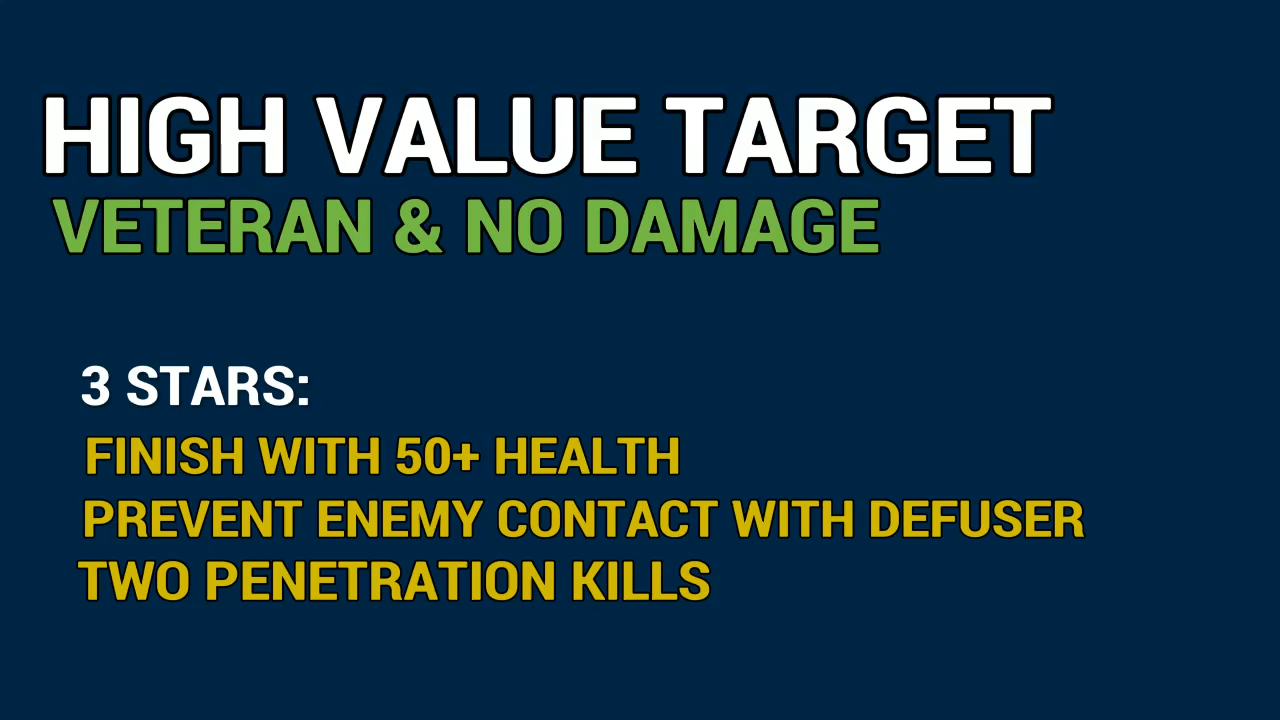 HIGH VALUE TARGET
VETERAN & NO DAMAGE
3 STARS:
FINISH WITH 50+ HEALTH
PREVENT ENEMY CONTACT WITH DEFUSER
TWO PENETRATION KILLS